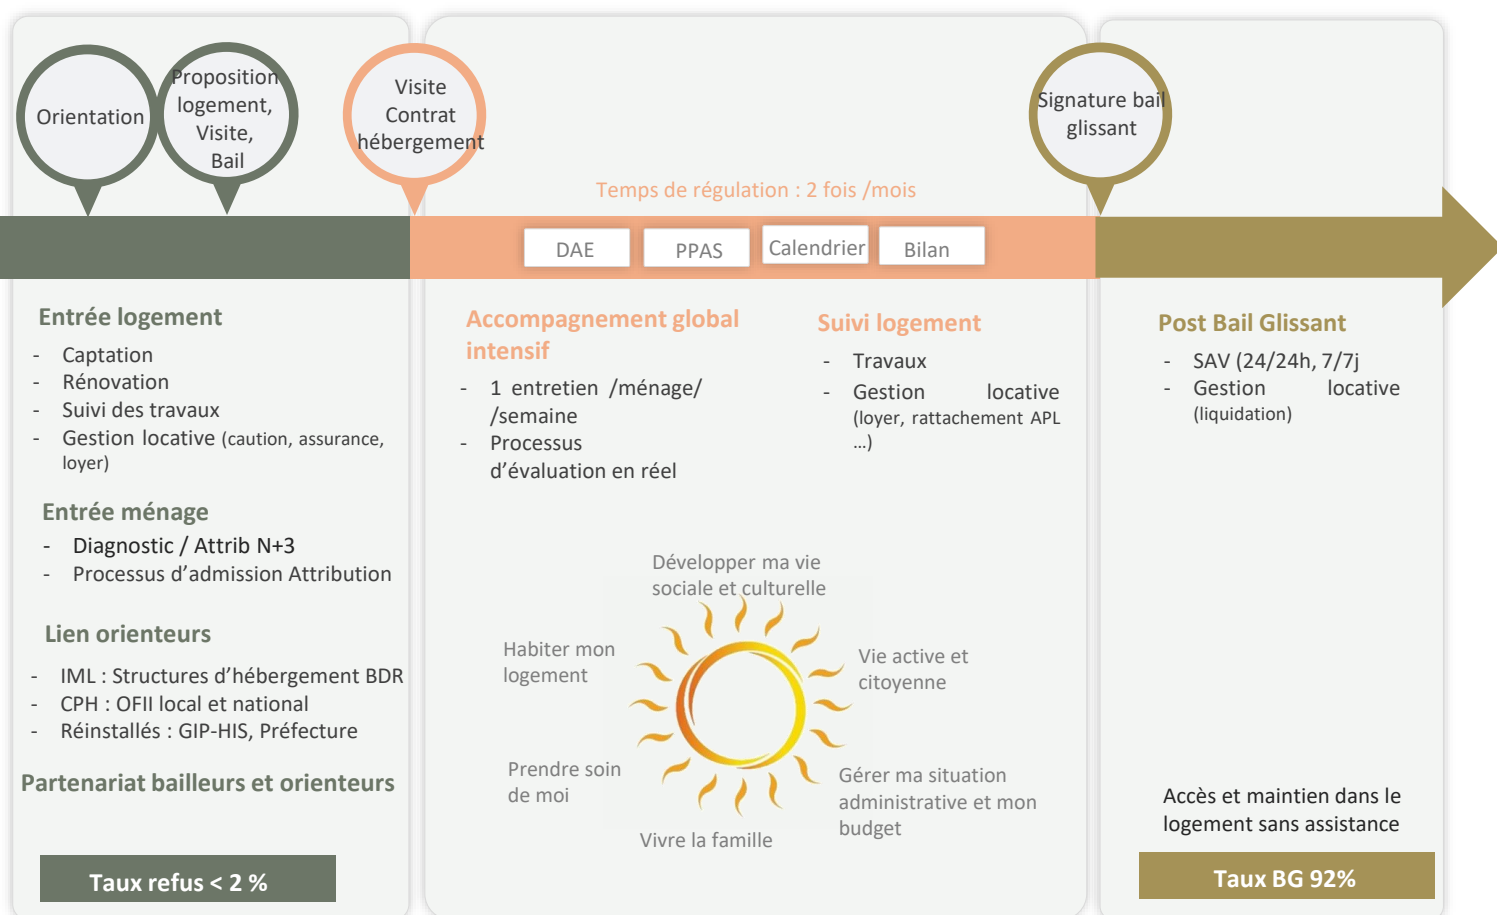 Orientation
Proposition
logement,
Visite,
Bail
Visite
Contrat
hébergement
Signature bail
glissant
Temps de régulation : 2 fois /mois
DAE
PPAS
Calendrier
Bilan
Entrée logement
- Captation
- Rénovation
- Suivi des travaux
- Gestion locative (caution, assurance,
loyer)
Entrée ménage
- Diagnostic / Attrib N+3
- Processus d'admission Attribution
Lien orienteurs
- IML : Structures d'hébergement BDR
- CPH : OFII local et national
- Réinstallés : GIP-HIS, Préfecture
Partenariat bailleurs et orienteurs
Taux refus < 2 %
Accompagnement global
intensif
- 1 entretien /ménage/
/semaine
- Processus
d'évaluation en réel
Suivi logement
- Travaux
- Gestion locative
(loyer, rattachement APL
…)
Développer ma vie
sociale et culturelle
Habiter mon
logement
Vie active et
citoyenne
Prendre soin
de moi
Gérer ma situation
administrative et mon
budget
Vivre la famille
Post Bail Glissant
- SAV (24/24h, 7/7j
- Gestion locative
(liquidation)
Accès et maintien dans le
logement sans assistance
Taux BG 92%